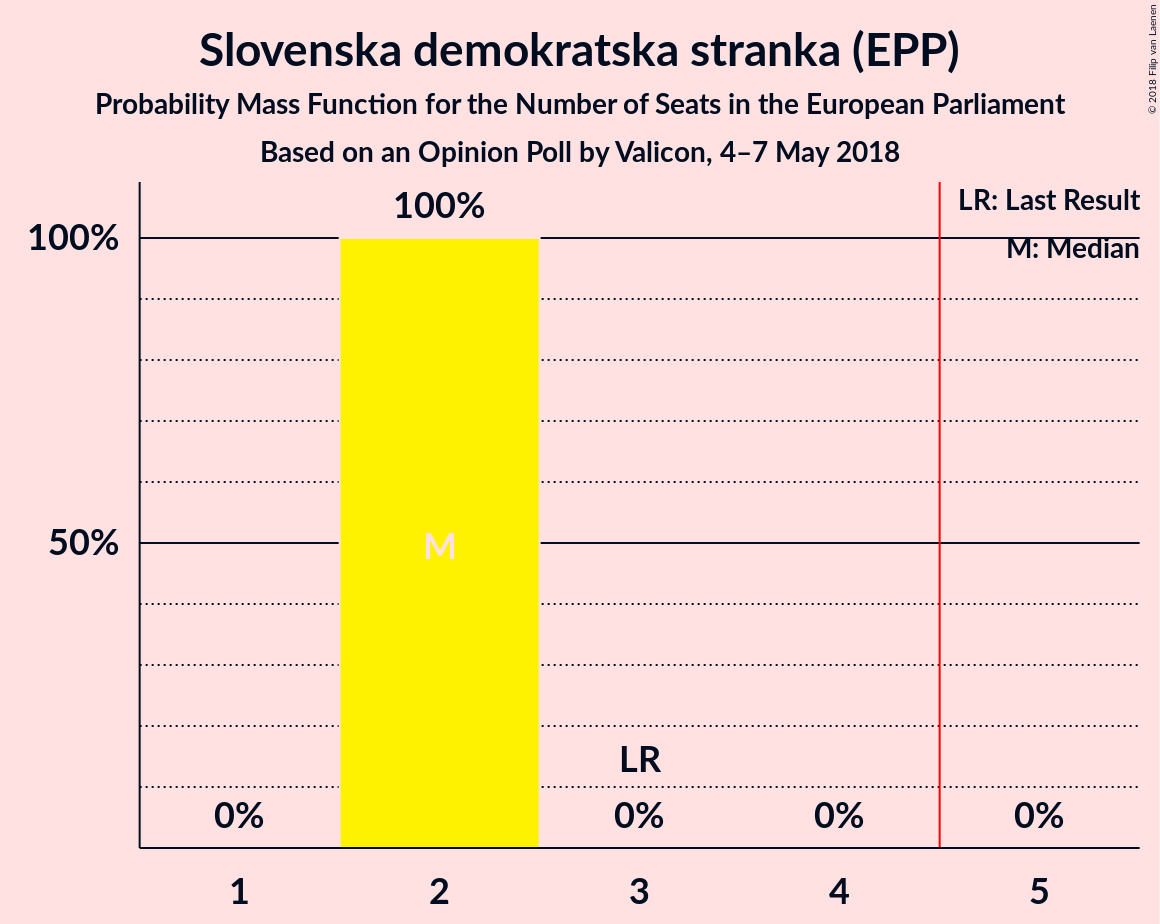 Slovenska demokratska stranka (EPP)
Probability Mass Function for the Number of Seats in the European Parliament
Based on an Opinion Poll by Valicon, 4–7 May 2018
© 2018 Filip van Laenen
LR: Last Result
M: Median
100%
100%
50%
M
LR
0%
0%
0%
0%
1
2
3
4
5